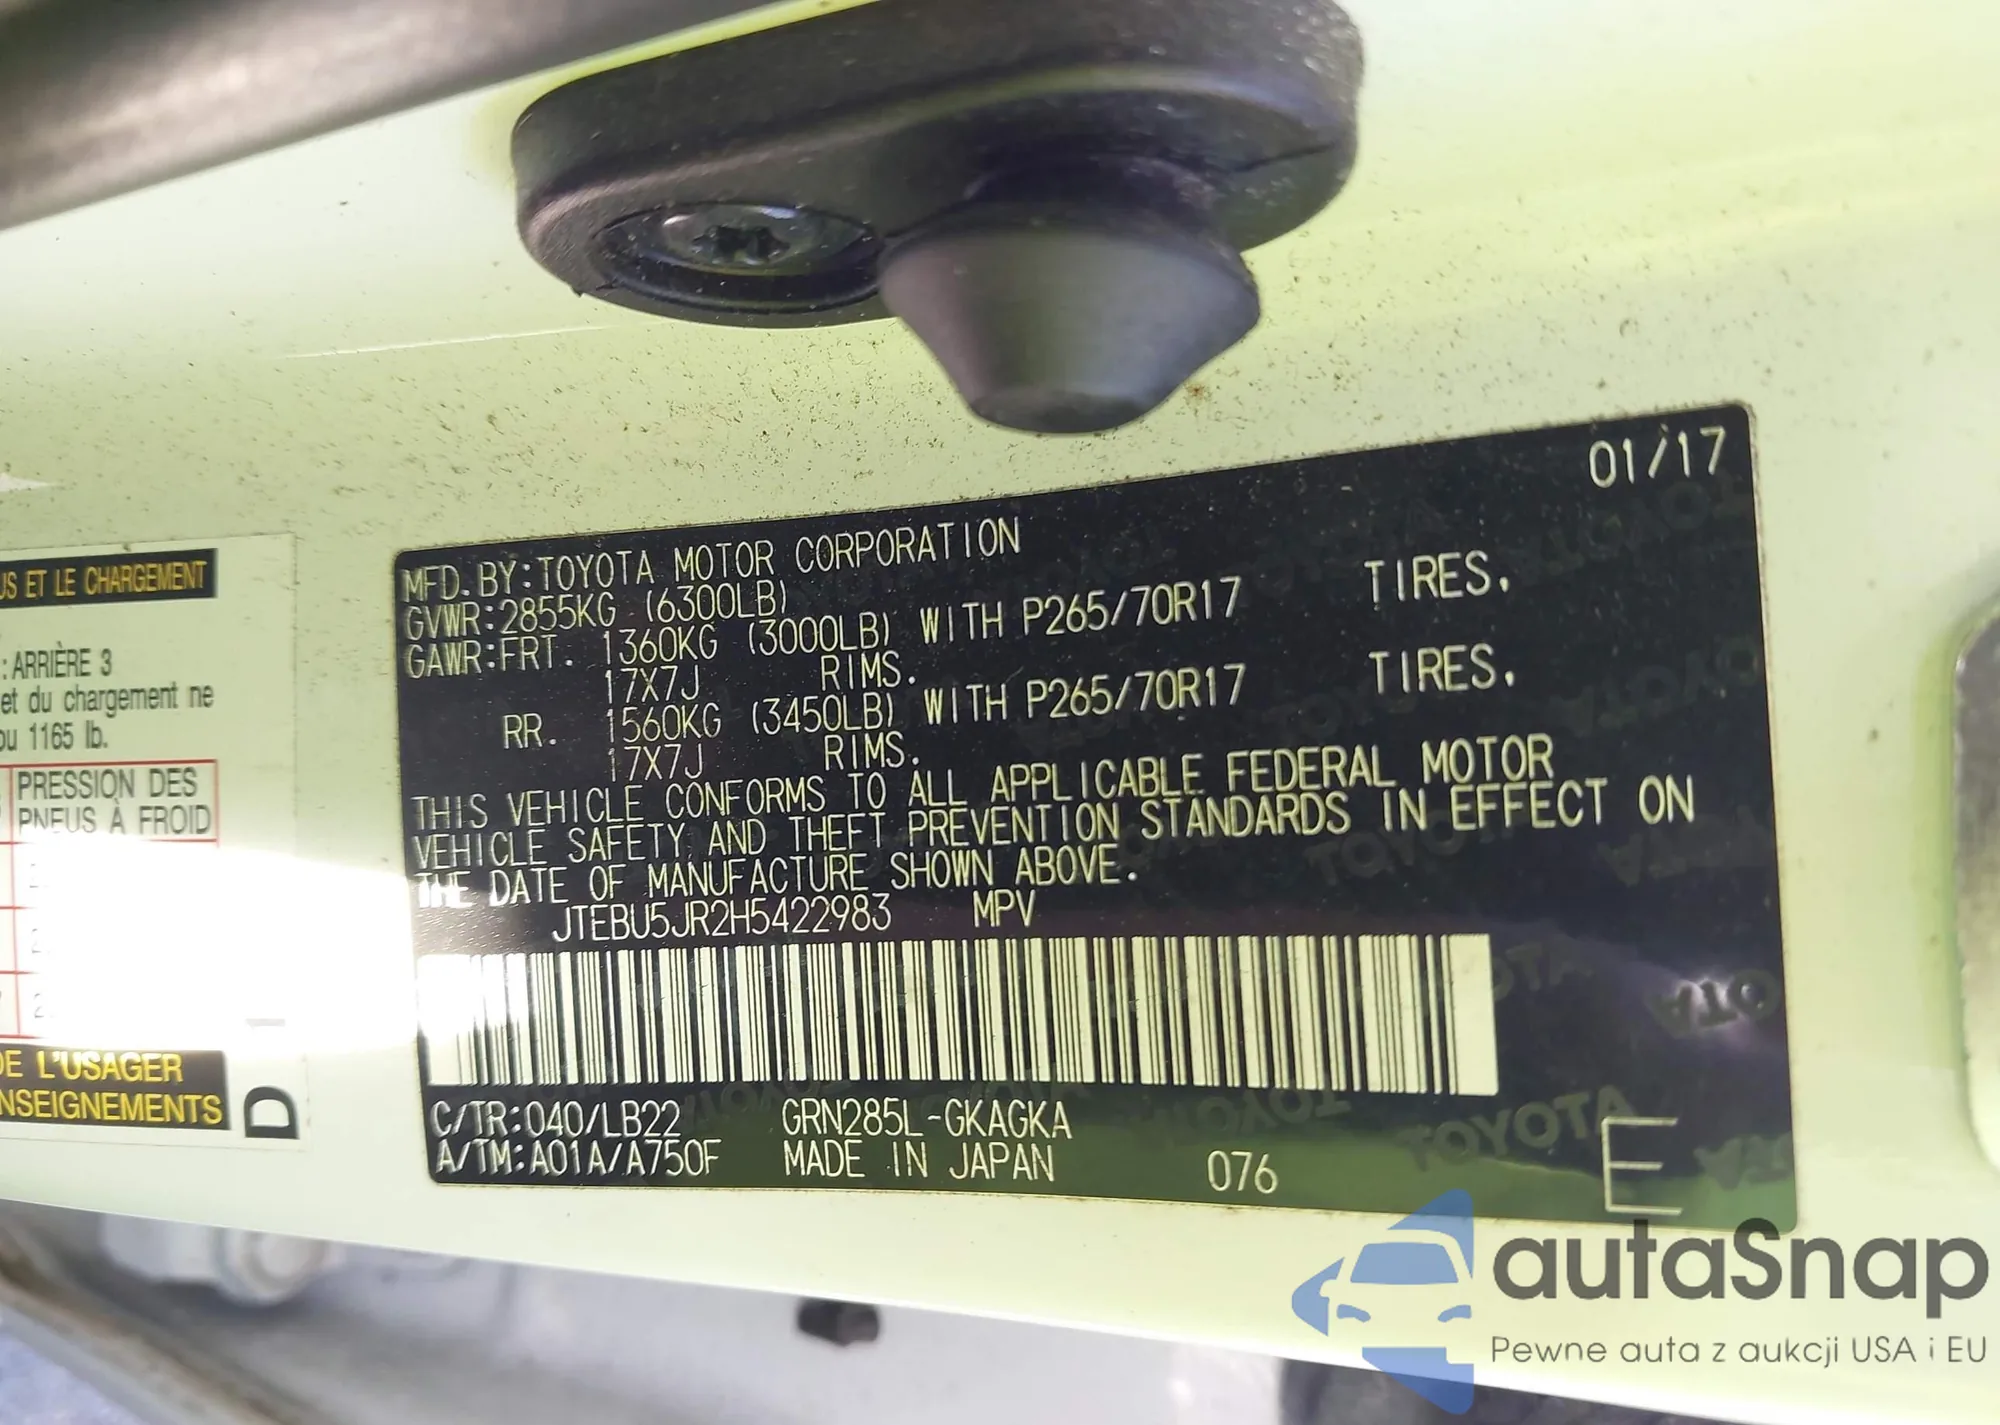 01/17
MFD. BY:TOYOTA MOTOR CORPORATION
GVWR:2855KG (6300LB)
GAWR:FRT. 1360KG (3000LB) WITH P265/70R17 TIRES.
17X7J RIMS.
RR. 1560KG (3450LB) WITH P265/70R17 TIRES.
17X7J RIMS.
THIS VEHICLE CONFORMS TO ALL APPLICABLE FEDERAL MOTOR
VEHICLE SAFETY AND THEFT PREVENTION STANDARDS IN EFFECT ON
THE DATE OF MANUFACTURE SHOWN ABOVE.
JTEBU5JR2H5422983 MPV
C/TR:040/LB22 GRN285L-GKAGKA
A/TM:A01A/A750F MADE IN JAPAN 076 E
ET LE CHARGEMENT
:ARRIÈRE 3
et du chargement ne
ou 1165 lb.
PRESSION DES
PNEUS À FROID
DE L'USAGER
TOYOTA
autaSnap
Pewne auta z aukcji USA i EU